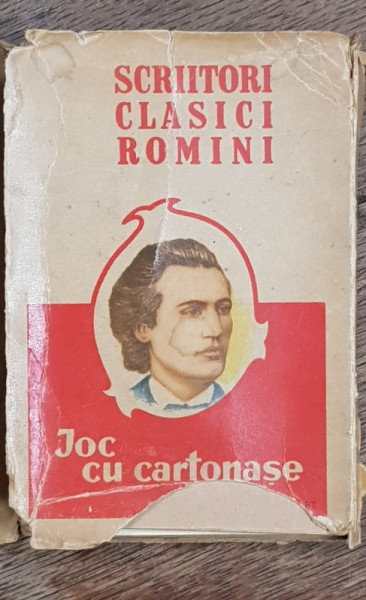 SCRIITORI
CLASICI
ROMINI
Joc
cu cartonașe